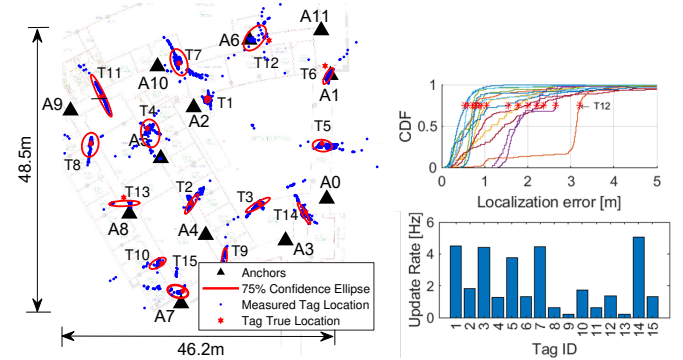 A11
A6
T7
T12
A10
T6
A1
T11
A9
A2
T1
T4
A5
T5
T8
48.5m
A0
T13
T2
T3
T14
A8
A4
A3
T10
T15
T9
A7
46.2m
Anchors
75% Confidence Ellipse
Measured Tag Location
Tag True Location
CDF
1
0.5
0
T12
0 1 2 3 4 5
Localization error [m]
Update Rate [Hz]
6
4
2
0
1 2 3 4 5 6 7 8 9 10 11 12 13 14 15
Tag ID